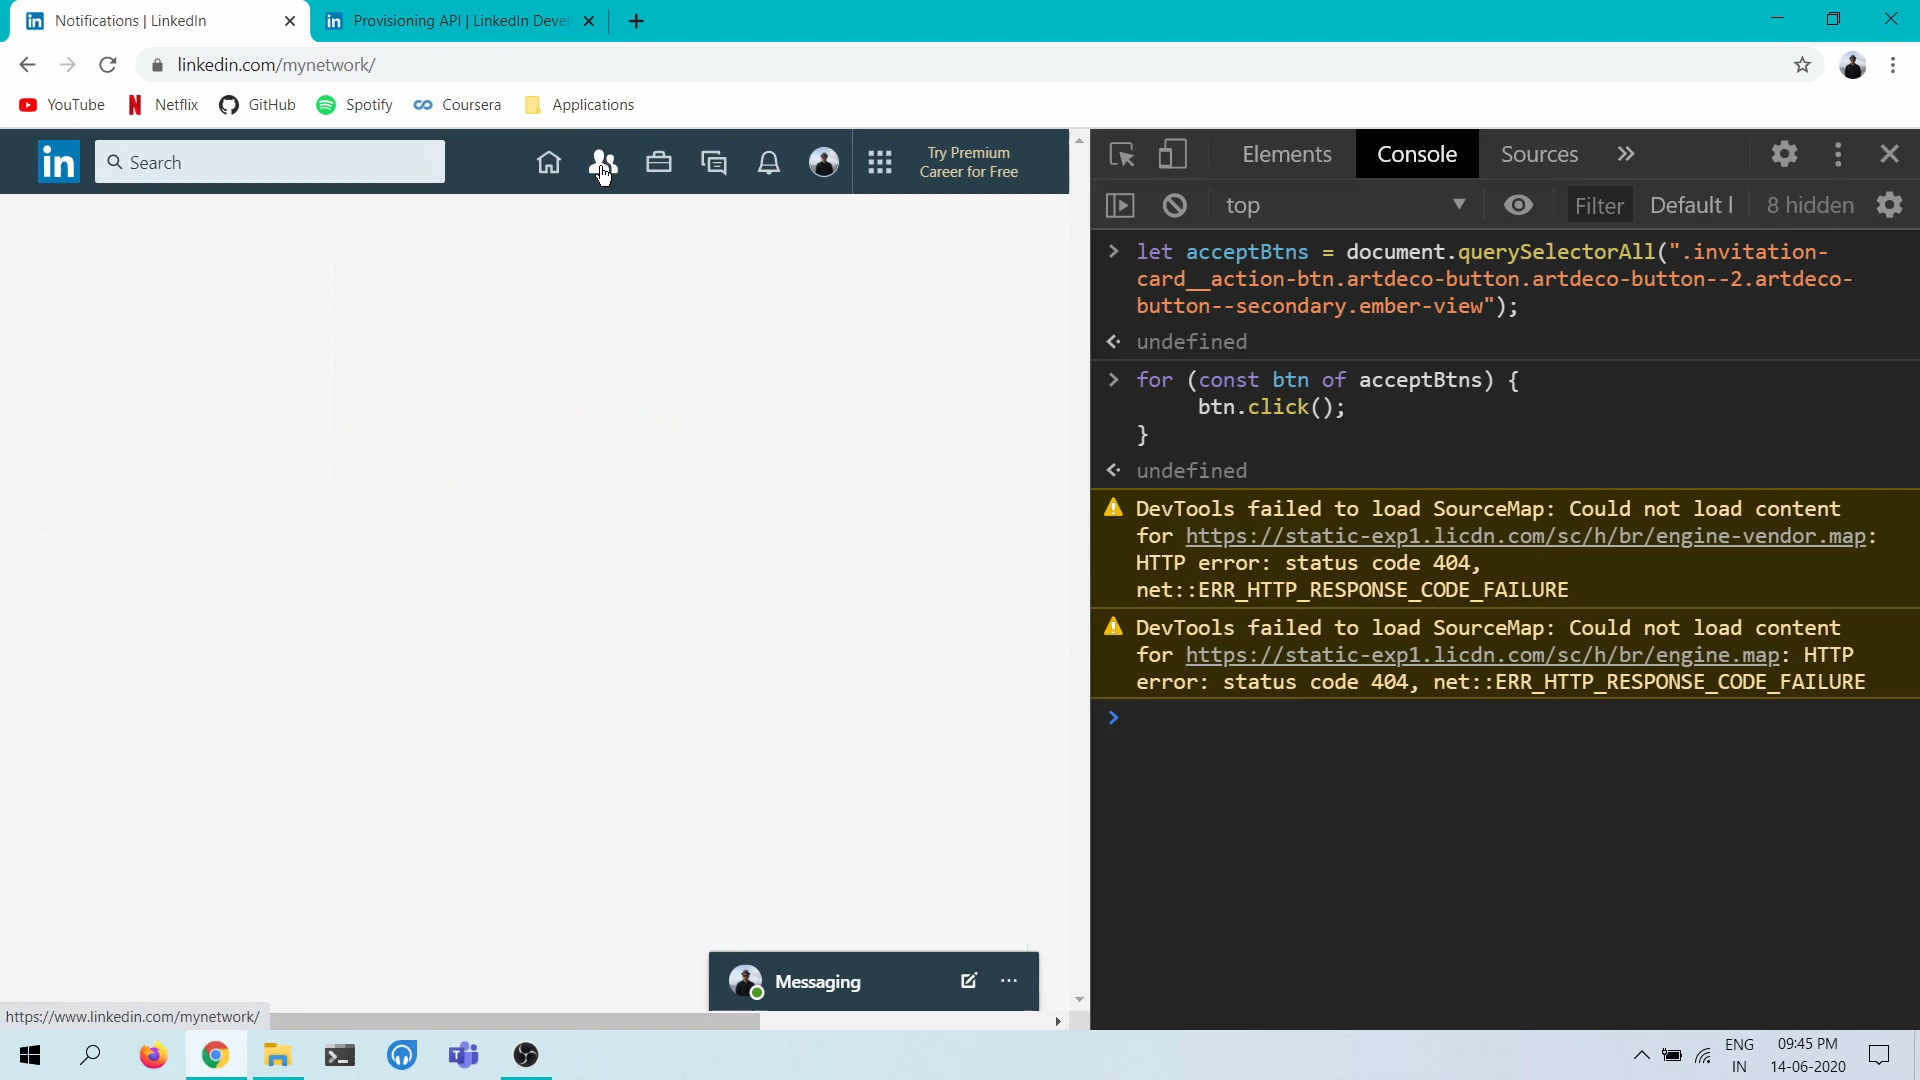 Notifications | LinkedIn
Provisioning API | LinkedIn Deve
linkedin.com/mynetwork/
YouTube
Netflix
GitHub
Spotify
Coursera
Applications
in
Search
Try Premium
Career for Free
Elements
Console
Sources
top
Filter
Default l
8 hidden
let acceptBtns = document.querySelectorAll(".invitation-
card__action-btn.artdeco-button.artdeco-button--2.artdeco-
button--secondary.ember-view");
undefined
for (const btn of acceptBtns) {
btn.click();
}
undefined
DevTools failed to load SourceMap: Could not load content
for https://static-exp1.licdn.com/sc/h/br/engine-vendor.map:
HTTP error: status code 404,
net::ERR_HTTP_RESPONSE_CODE_FAILURE
DevTools failed to load SourceMap: Could not load content
for https://static-exp1.licdn.com/sc/h/br/engine.map: HTTP
error: status code 404, net::ERR_HTTP_RESPONSE_CODE_FAILURE
Messaging
https://www.linkedin.com/mynetwork/
ENG
IN
09:45 PM
14-06-2020